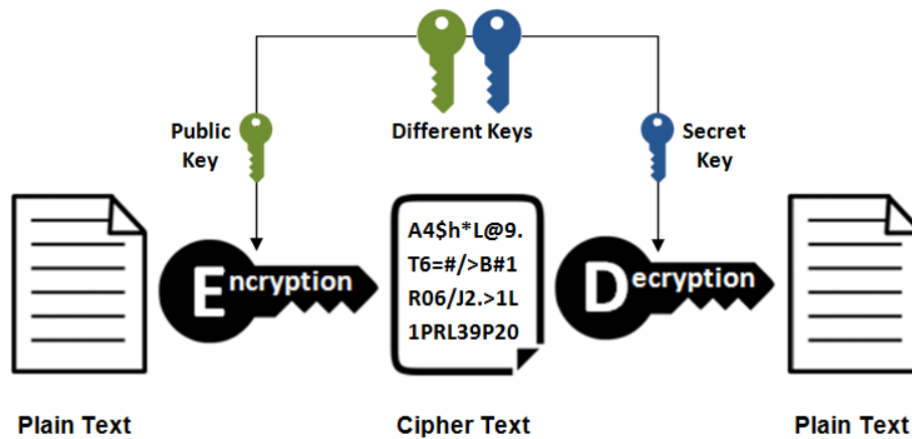 Public
Key
Different Keys
Secret
Key
Encryption
A4$h*L@9.
T6=#/>B#1
R06/J2.>1L
1PRL39P20
Decryption
Plain Text
Cipher Text
Plain Text